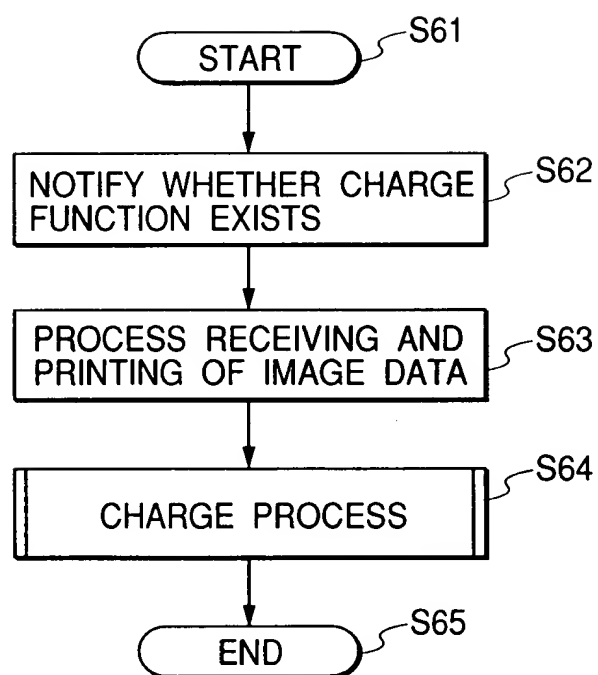 START
S61
NOTIFY WHETHER CHARGE
FUNCTION EXISTS
S62
PROCESS RECEIVING AND
PRINTING OF IMAGE DATA
S63
CHARGE PROCESS
S64
END
S65